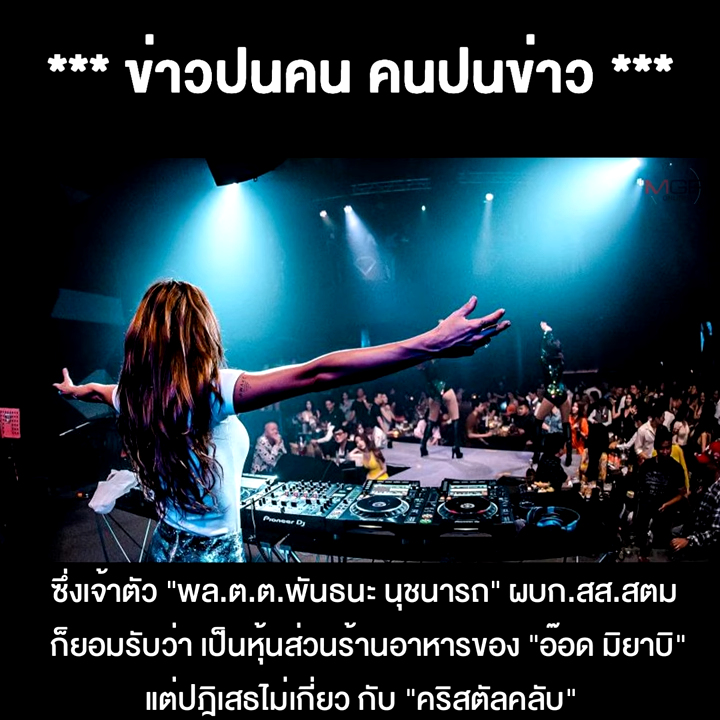 *** ข่าวปนคน คนปนข่าว ***
Pioneer Dj
ซึ่งเจ้าตัว "พล.ต.ต.พันธนะ นุชนารถ" ผบก.สส.สตม
ก็ยอมรับว่า เป็นหุ้นส่วนร้านอาหารของ "อ๊อด มิยาบิ"
แต่ปฎิเสธไม่เกี่ยว กับ "คริสตัลคลับ"